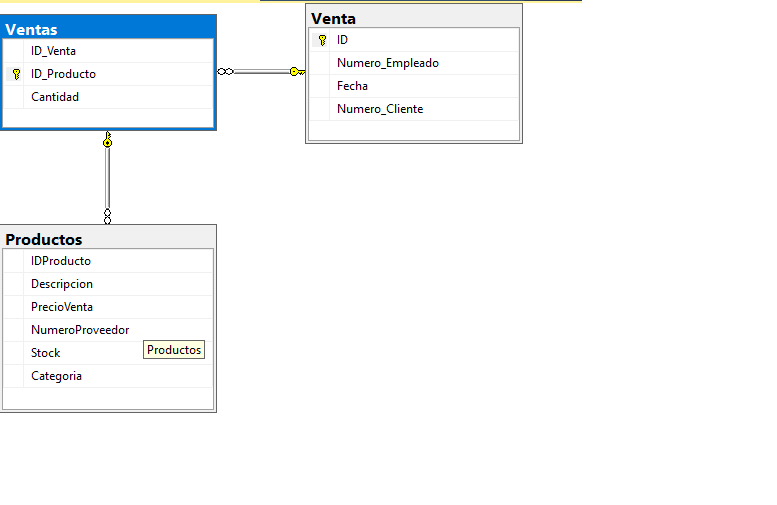 Ventas
ID_Venta
ID_Producto
Cantidad
Venta
ID
Numero_Empleado
Fecha
Numero_Cliente
Productos
IDProducto
Descripcion
PrecioVenta
NumeroProveedor
Stock
Productos
Categoria